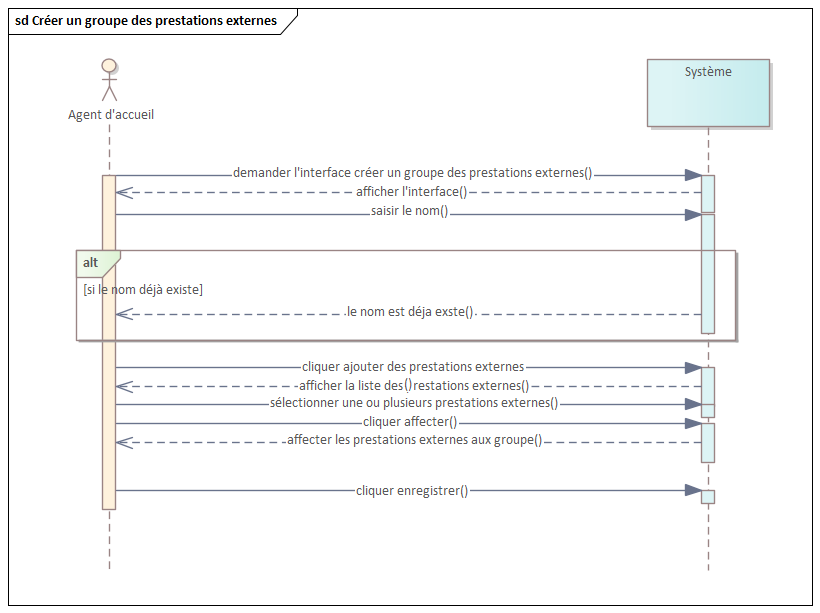 sd Créer un groupe des prestations externes
Agent d'accueil
Système
demander l'interface créer un groupe des prestations externes()
afficher l'interface()
saisir le nom()
alt
[si le nom déjà existe]
le nom est déja exste()
cliquer ajouter des prestations externes
afficher la liste des()restations externes()
sélectionner une ou plusieurs prestations externes()
cliquer affecter()
affecter les prestations externes aux groupe()
cliquer enregistrer()